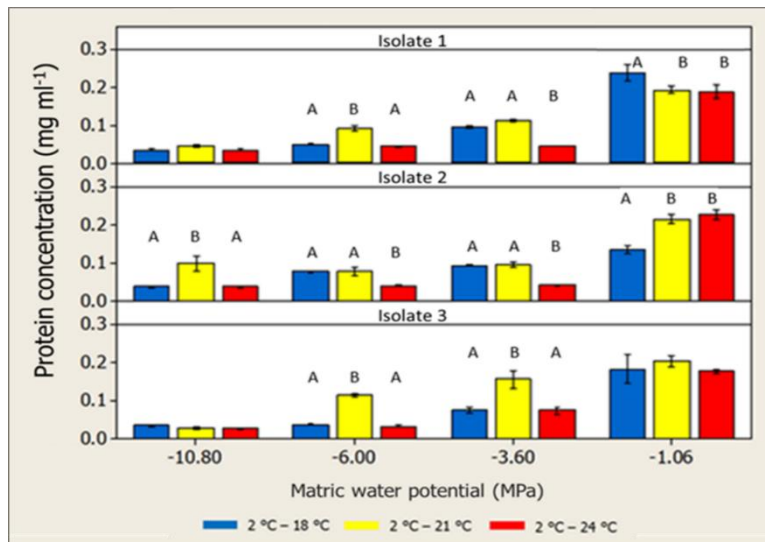 Isolate 1
0.3
0.2
0.1
0.0
A B A
A A B
A B B
Isolate 2
0.3
0.2
0.1
0.0
A B A
A A B
A A B
A B B
Isolate 3
0.3
0.2
0.1
0.0
A B A
A B A
-10.80 -6.00 -3.60 -1.06
Protein concentration (mg ml⁻¹)
Matric water potential (MPa)
2 °C – 18 °C 2 °C – 21 °C 2 °C – 24 °C